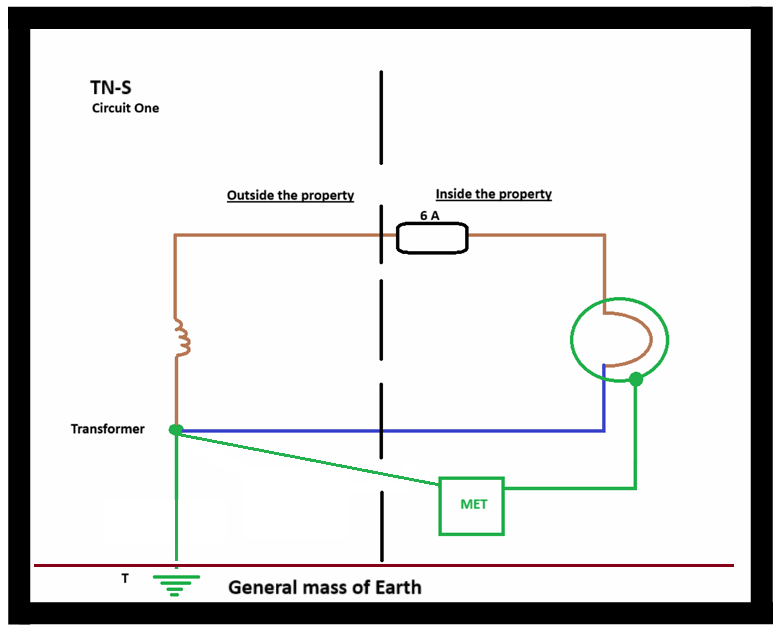 TN-S
Circuit One
Outside the property
Inside the property
6 A
Transformer
MET
T
General mass of Earth